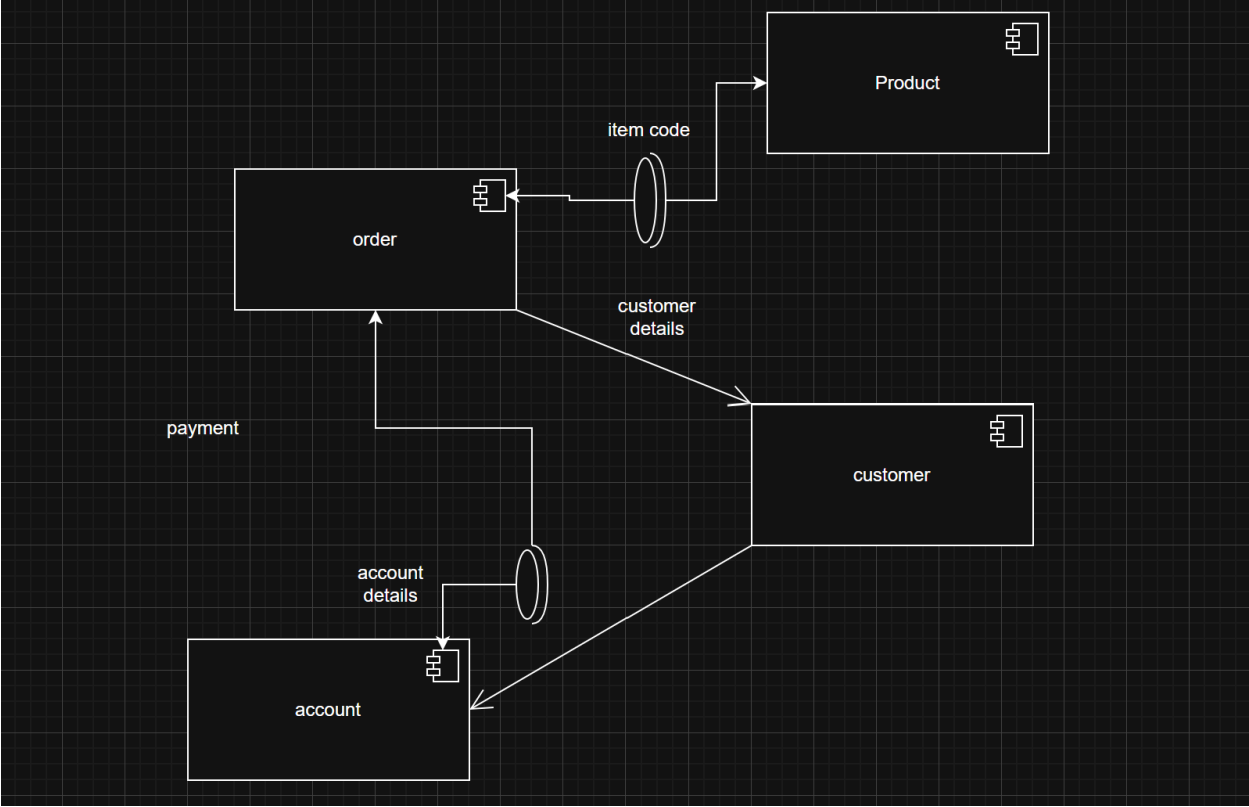 Product
item code
order
customer
details
payment
customer
account
details
account